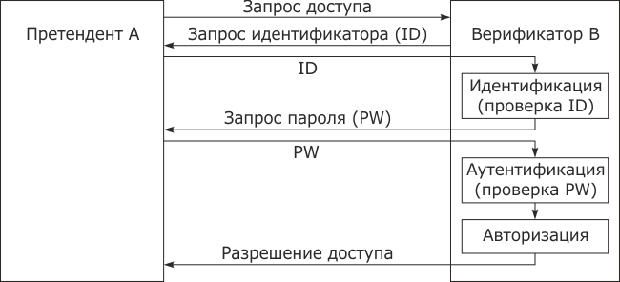 Запрос доступа
Претендент А
Запрос идентификатора (ID)
Верификатор В
ID
Идентификация
(проверка ID)
Запрос пароля (PW)
PW
Аутентификация
(проверка PW)
Авторизация
Разрешение доступа